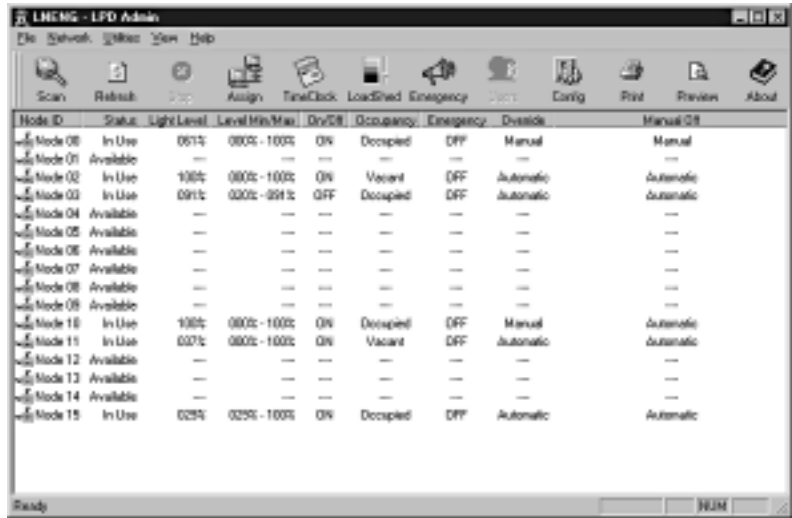 LNENG - LPD Admin
File Network Utilities View Help
Scan Refresh Stop Assign TimeClock LoadShed Emergency Config Print Preview About
Node ID Status Light Level Level Min/Max On/Off Occupancy Emergency Override Manual Off
Node 00 In Use 061% 000% - 100% ON Occupied OFF Manual Manual
Node 01 Available --- --- --- --- --- --- ---
Node 02 In Use 100% 000% - 100% ON Vacant OFF Automatic Automatic
Node 03 In Use 091% 020% - 091% OFF Occupied OFF Automatic Automatic
Node 04 Available --- --- --- --- --- --- ---
Node 05 Available --- --- --- --- --- --- ---
Node 06 Available --- --- --- --- --- --- ---
Node 07 Available --- --- --- --- --- --- ---
Node 08 Available --- --- --- --- --- --- ---
Node 09 Available --- --- --- --- --- --- ---
Node 10 In Use 100% 000% - 100% ON Occupied OFF Manual Automatic
Node 11 In Use 037% 000% - 100% ON Vacant OFF Automatic Automatic
Node 12 Available --- --- --- --- --- --- ---
Node 13 Available --- --- --- --- --- --- ---
Node 14 Available --- --- --- --- --- --- ---
Node 15 In Use 025% 025% - 100% ON Occupied OFF Automatic Automatic
Ready NUM